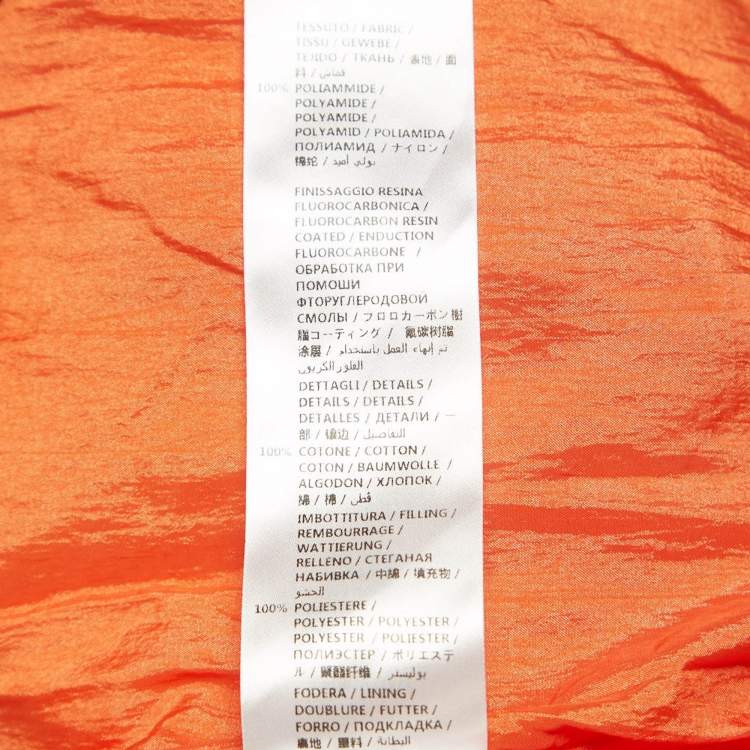 TESSUTO / FABRIC /
TISSU / GEWEBE /
TEJIDO / ТКАНЬ / 裏地 / 面
料 / قماش
100% POLIAMMIDE /
POLYAMIDE /
POLYAMIDE /
POLYAMID / POLIAMIDA /
ПОЛИАМИД / ナイロン /
锦纶 / بولي أميد
FINISSAGGIO RESINA
FLUOROCARBONICA /
FLUOROCARBON RESIN
COATED / ENDUCTION
FLUOROCARBONE /
ОБРАБОТКА ПРИ
ПОМОШИ
ФТОРУГЛЕРОДОВОЙ
СМОЛЫ / フロロカーボン樹
脂コーティング / 氟碳树脂
涂层 / تم إنهاء العمل باستخدام
الفلور الكربون
DETTAGLI / DETAILS /
DETAILS / DETAILS /
DETALLES / ДЕТАЛИ / 一
部 / 镶边 / التفاصيل
100% COTONE / COTTON /
COTON / BAUMWOLLE /
ALGODON / ХЛОПОК /
綿 / 棉 / قطن
IMBOTTITURA / FILLING /
REMBOURRAGE /
WATTIERUNG /
RELLENO / СТЕГАНАЯ
НАБИВКА / 中綿 / 填充物 /
الحشو
100% POLIESTERE /
POLYESTER / POLYESTER /
POLYESTER / POLIESTER /
ПОЛИЭСТЕР / ポリエステ
ル / 聚酯纤维 / بوليستر
FODERA / LINING /
DOUBLURE / FUTTER /
FORRO / ПОДКЛАДКА /
裏地 / 里料 / البطانة